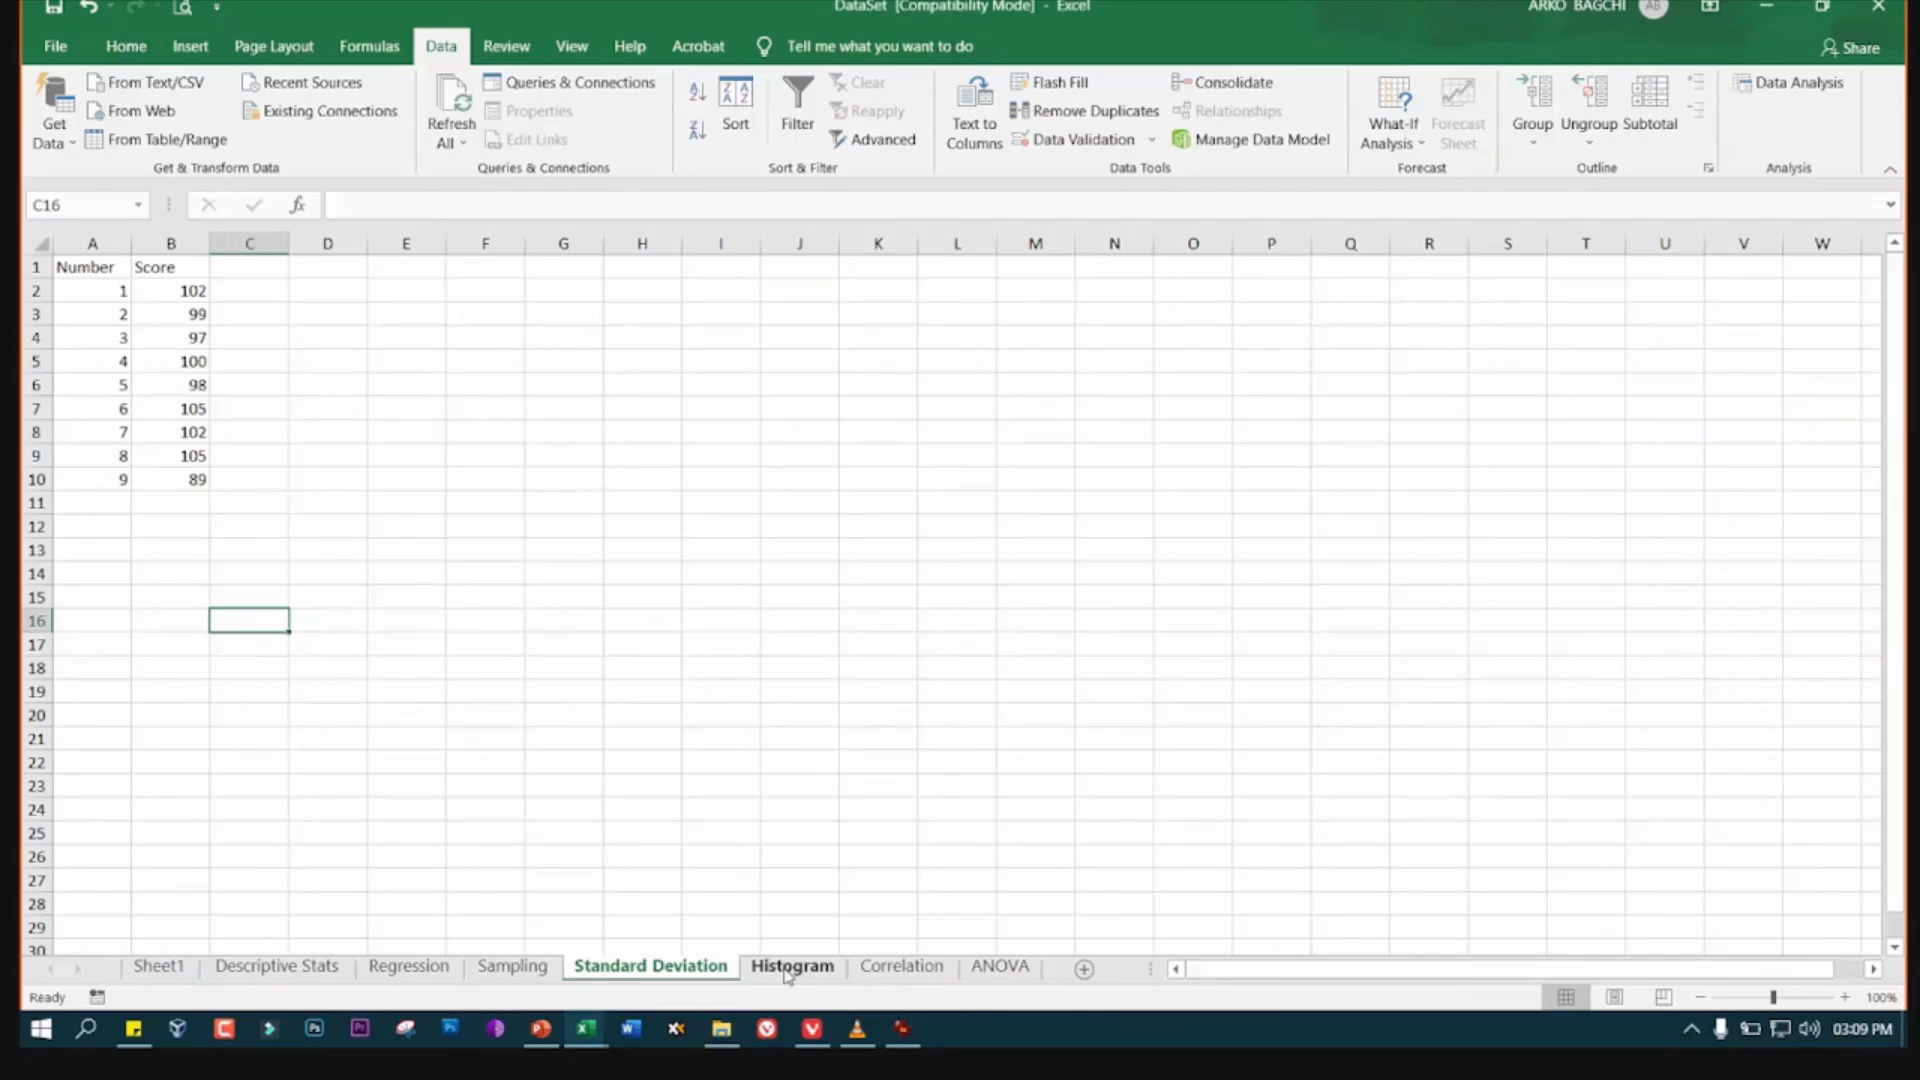 DataSet [Compatibility Mode] - Excel
ARKO BAGCHI AB
File Home Insert Page Layout Formulas Data Review View Help Acrobat Tell me what you want to do Share
Get Data
From Text/CSV
From Web
From Table/Range
Recent Sources
Existing Connections
Get & Transform Data
Refresh All
Queries & Connections
Properties
Edit Links
Queries & Connections
Sort
Filter
Clear
Reapply
Advanced
Sort & Filter
Text to Columns
Flash Fill
Remove Duplicates
Data Validation
Consolidate
Relationships
Manage Data Model
Data Tools
What-If Analysis
Forecast Sheet
Forecast
Group Ungroup Subtotal
Outline
Data Analysis
Analysis
C16 fx
A B C D E F G H I J K L M N O P Q R S T U V W
1 Number Score
2 1 102
3 2 99
4 3 97
5 4 100
6 5 98
7 6 105
8 7 102
9 8 105
10 9 89
11
12
13
14
15
16
17
18
19
20
21
22
23
24
25
26
27
28
29
30
Sheet1 Descriptive Stats Regression Sampling Standard Deviation Histogram Correlation ANOVA
Ready 100%
03:09 PM